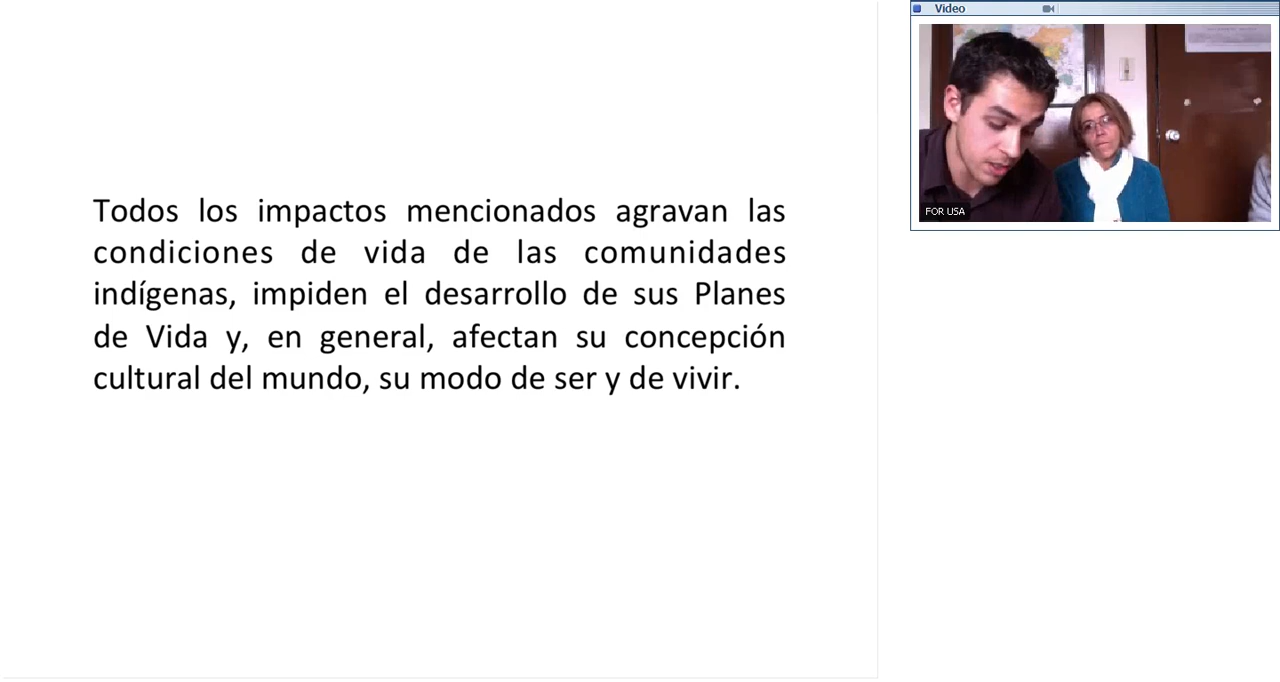 Todos los impactos mencionados agravan las
condiciones de vida de las comunidades
indígenas, impiden el desarrollo de sus Planes
de Vida y, en general, afectan su concepción
cultural del mundo, su modo de ser y de vivir.
Video
FOR USA